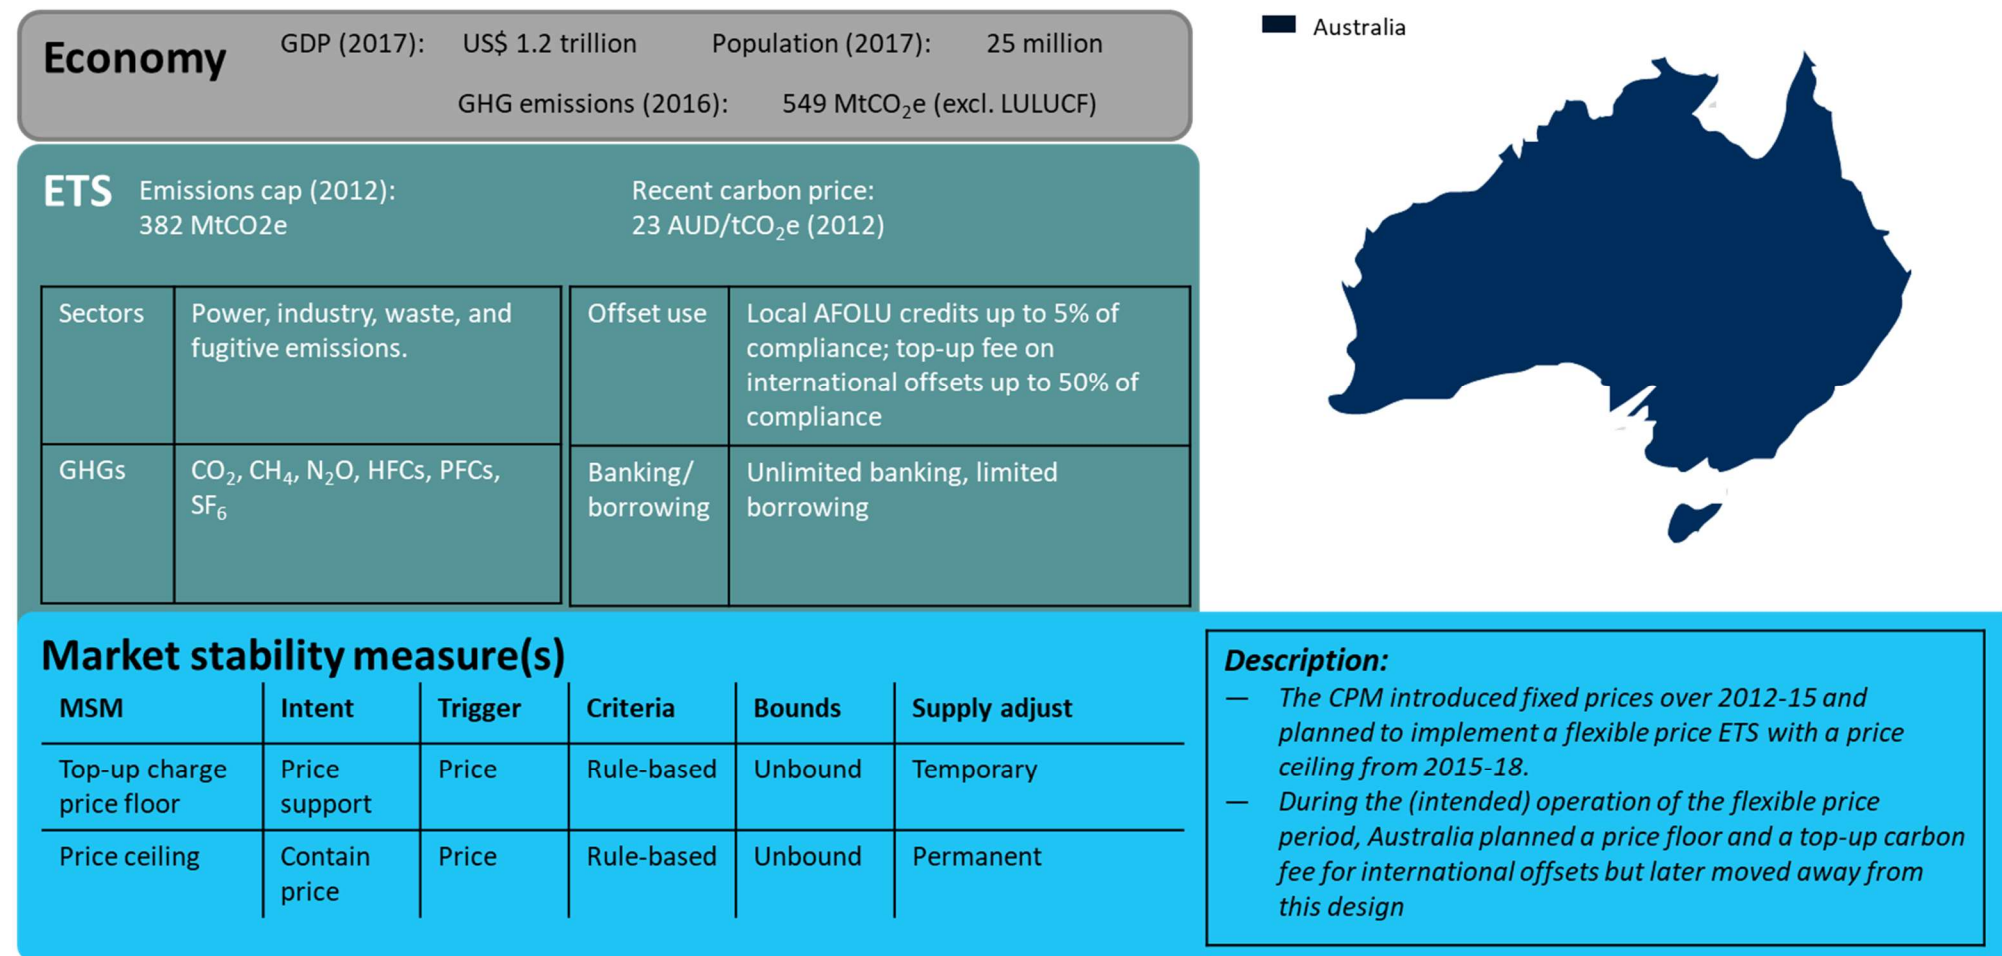 Economy
GDP (2017): US$ 1.2 trillion Population (2017): 25 million
GHG emissions (2016): 549 MtCO₂e (excl. LULUCF)
Australia
ETS
Emissions cap (2012):
382 MtCO2e
Recent carbon price:
23 AUD/tCO₂e (2012)
Sectors
Power, industry, waste, and
fugitive emissions.
GHGs
CO₂, CH₄, N₂O, HFCs, PFCs,
SF₆
Offset use
Local AFOLU credits up to 5% of
compliance; top-up fee on
international offsets up to 50% of
compliance
Banking/
borrowing
Unlimited banking, limited
borrowing
Market stability measure(s)
MSM Intent Trigger Criteria Bounds Supply adjust
Top-up charge
price floor
Price
support
Price
Rule-based
Unbound
Temporary
Price ceiling
Contain
price
Price
Rule-based
Unbound
Permanent
Description:
— The CPM introduced fixed prices over 2012-15 and
planned to implement a flexible price ETS with a price
ceiling from 2015-18.
— During the (intended) operation of the flexible price
period, Australia planned a price floor and a top-up carbon
fee for international offsets but later moved away from
this design